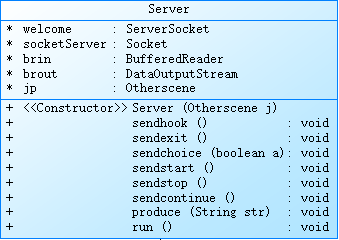 Server
* welcome : ServerSocket
* socketServer : Socket
* brin : BufferedReader
* brout : DataOutputStream
* jp : Otherscene
+ <<Constructor>> Server (Otherscene j)
+ sendhook () : void
+ sendexit () : void
+ sendchoice (boolean a) : void
+ sendstart () : void
+ sendstop () : void
+ sendcontinue () : void
+ produce (String str) : void
+ run () : void